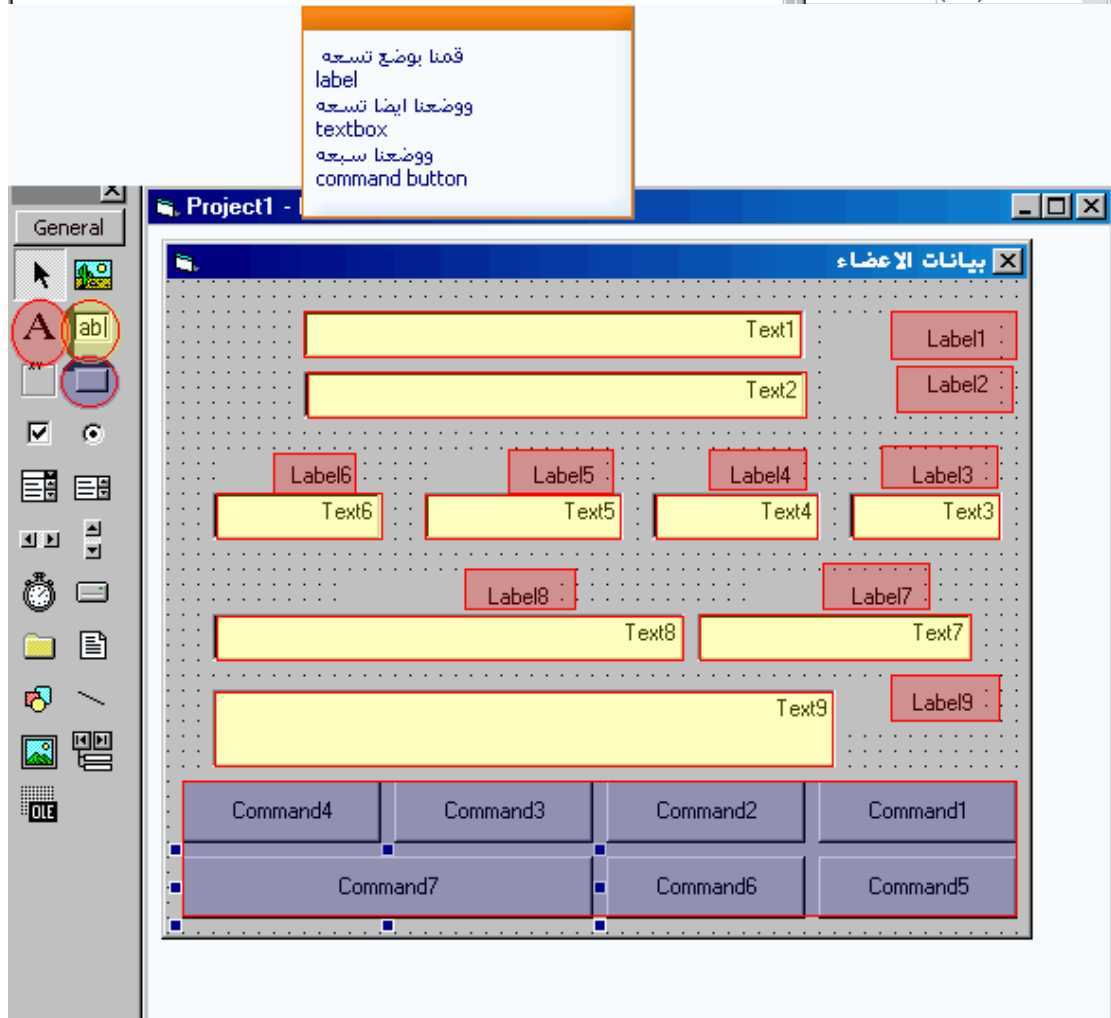 قمنا بوضع تسعه
label
ووضعنا ايضا تسعه
textbox
ووضعنا سبعه
command button
General
Project1 -
بيانات الاعضاء
A
abl
XY
OLE
Text1
Label1
Text2
Label2
Label6
Label5
Label4
Label3
Text6
Text5
Text4
Text3
Label8
Label7
Text8
Text7
Text9
Label9
Command4
Command3
Command2
Command1
Command7
Command6
Command5